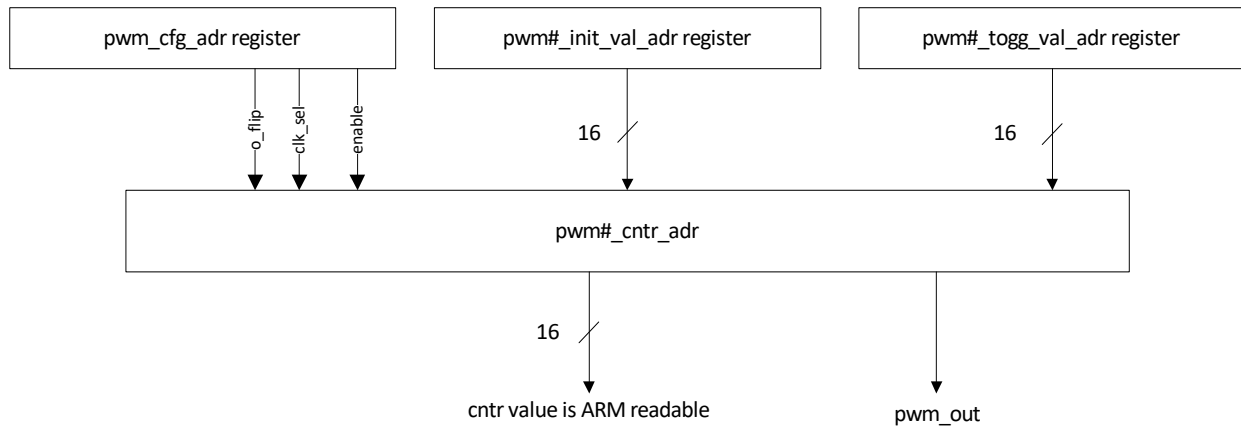 pwm_cfg_adr register
pwm#_init_val_adr register
pwm#_togg_val_adr register
o_flip
clk_sel
enable
16
16
pwm#_cntr_adr
16
cntr value is ARM readable
pwm_out